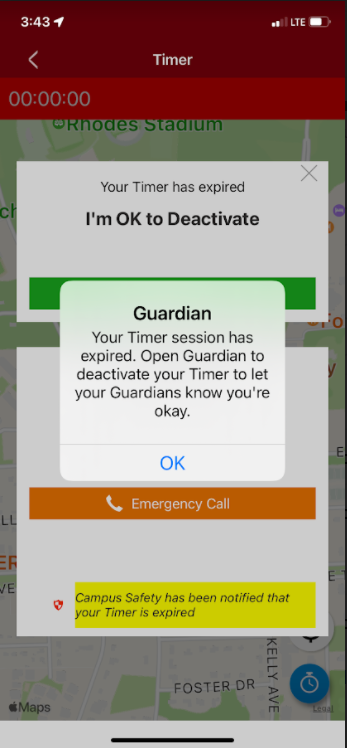 3:43
LTE
Timer
00:00:00
Rhodes Stadium
Your Timer has expired
I'm OK to Deactivate
Guardian
Your Timer session has
expired. Open Guardian to
deactivate your Timer to let
your Guardians know you're
okay.
OK
Emergency Call
Campus Safety has been notified that
your Timer is expired
KELLY AVE
FOSTER DR
Maps
Legal